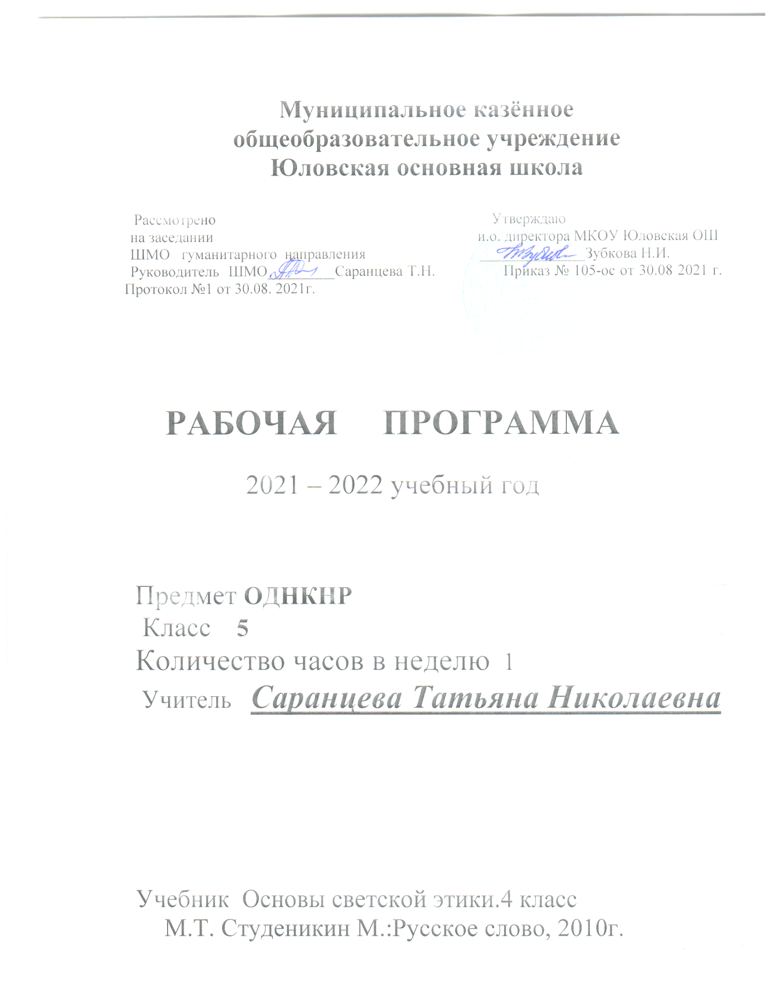 Муниципальное казённое
общеобразовательное учреждение
Юловская основная школа
Рассмотрено
на заседании
ШМО гуманитарного направления
Руководитель ШМО__________Саранцева Т.Н.
Протокол №1 от 30.08. 2021г.
Утверждаю
и.о. директора МКОУ Юловская ОШ
_______________Зубкова Н.И.
Приказ № 105-ос от 30.08 2021 г.
РАБОЧАЯ ПРОГРАММА
2021 – 2022 учебный год
Предмет ОДНКНР
Класс 5
Количество часов в неделю 1
Учитель Саранцева Татьяна Николаевна
Учебник Основы светской этики.4 класс
М.Т. Студеникин М.:Русское слово, 2010г.